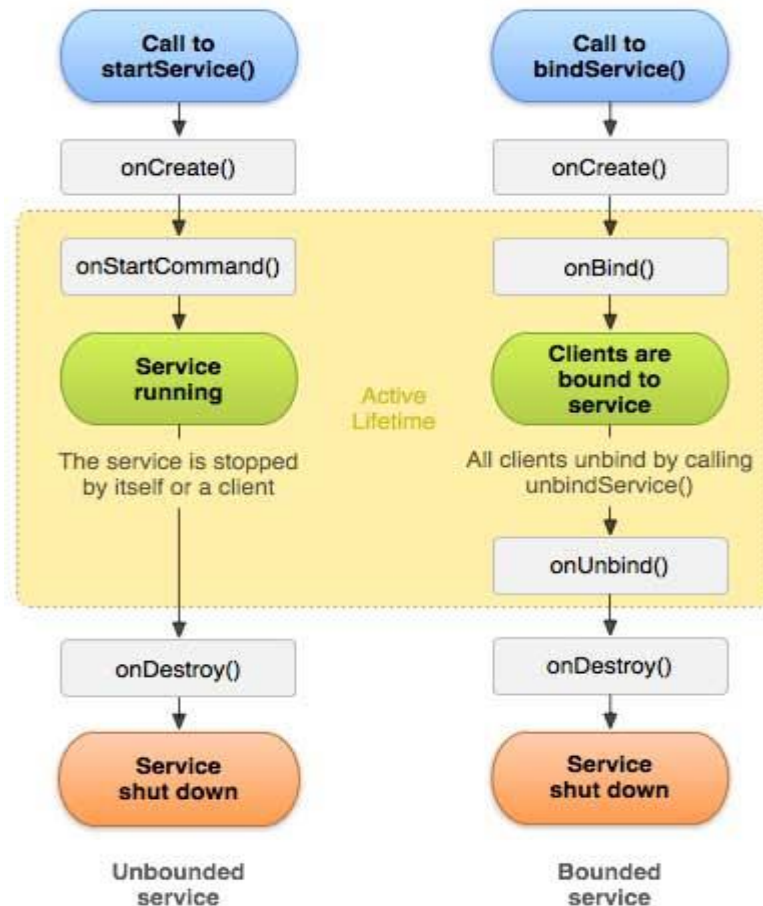 Call to
startService()
onCreate()
onStartCommand()
Service
running
The service is stopped
by itself or a client
onDestroy()
Service
shut down
Unbounded
service
Active
Lifetime
Call to
bindService()
onCreate()
onBind()
Clients are
bound to
service
All clients unbind by calling
unbindService()
onUnbind()
onDestroy()
Service
shut down
Bounded
service